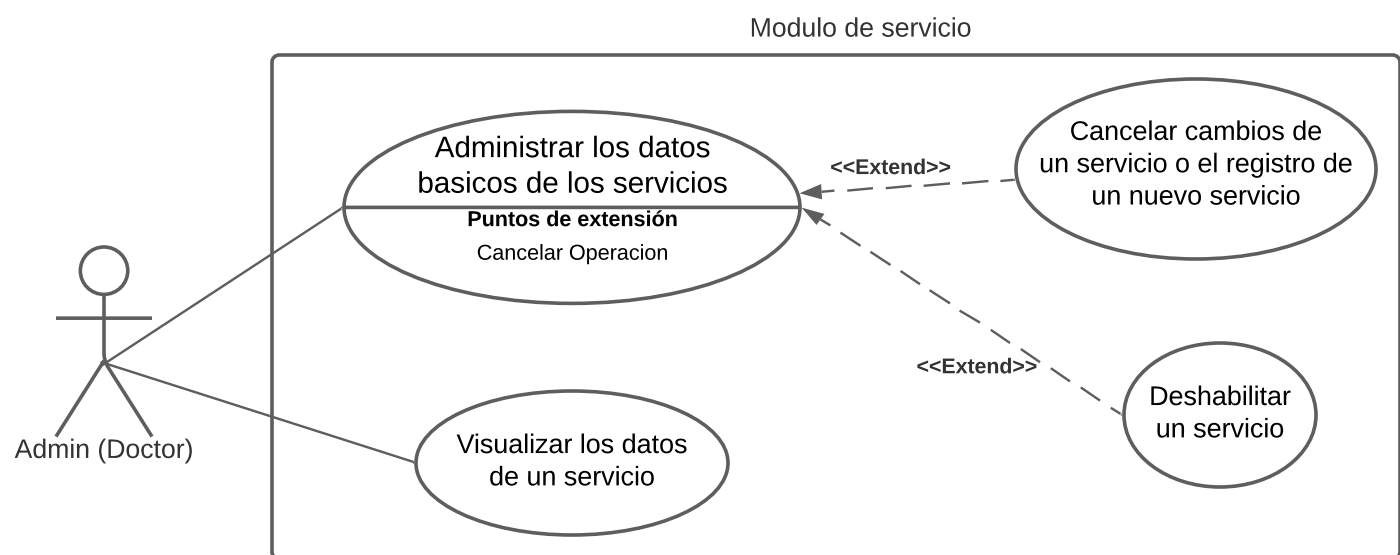 Modulo de servicio
Administrar los datos
basicos de los servicios
Puntos de extensión
Cancelar Operacion
<<Extend>>
Cancelar cambios de
un servicio o el registro de
un nuevo servicio
<<Extend>>
Deshabilitar
un servicio
Admin (Doctor)
Visualizar los datos
de un servicio